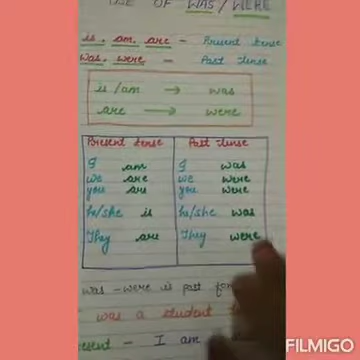 USE OF WAS / WERE
is, am, are - Present tense
was, were - Past tense
is/am → was
are → were
Present tense Past tense
I am I was
we are we were
you are you were
he/she is he/she was
They are They were
was - were is past
was a student
- I am
FILMIGO